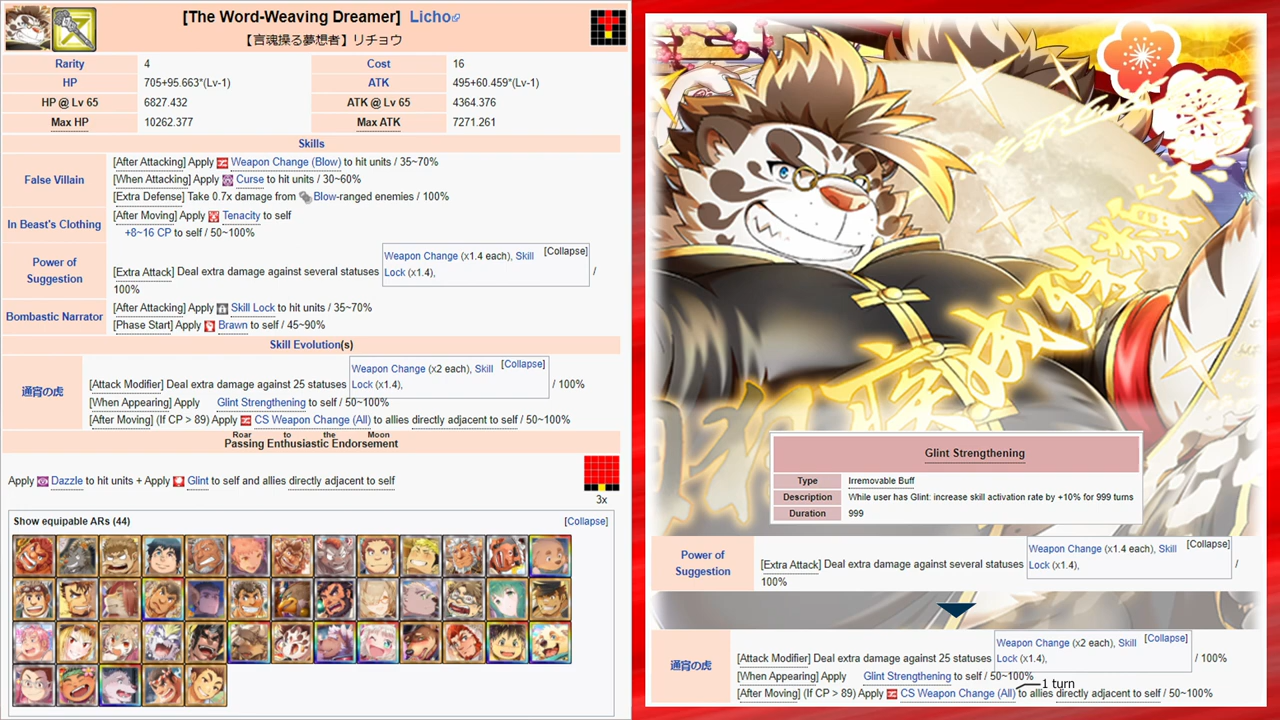 [The Word-Weaving Dreamer] Licho
【言魂操る夢想者】リチョウ
Rarity 4 Cost 16
HP 705+95.663*(Lv-1) ATK 495+60.459*(Lv-1)
HP @ Lv 65 6827.432 ATK @ Lv 65 4364.376
Max HP 10262.377 Max ATK 7271.261
Skills
False Villain
[After Attacking] Apply Weapon Change (Blow) to hit units / 35~70%
[When Attacking] Apply Curse to hit units / 30~60%
[Extra Defense] Take 0.7x damage from Blow-ranged enemies / 100%
In Beast's Clothing
[After Moving] Apply Tenacity to self
+8~16 CP to self / 50~100%
Power of Suggestion
[Extra Attack] Deal extra damage against several statuses
Weapon Change (x1.4 each), Skill [Collapse]
Lock (x1.4), /
100%
Bombastic Narrator
[After Attacking] Apply Skill Lock to hit units / 35~70%
[Phase Start] Apply Brawn to self / 45~90%
Skill Evolution(s)
通宵の虎
[Attack Modifier] Deal extra damage against 25 statuses
Weapon Change (x2 each), Skill [Collapse]
Lock (x1.4), / 100%
[When Appearing] Apply Glint Strengthening to self / 50~100%
[After Moving] (If CP > 89) Apply CS Weapon Change (All) to allies directly adjacent to self / 50~100%
Roar to the Moon
Passing Enthusiastic Endorsement
Apply Dazzle to hit units + Apply Glint to self and allies directly adjacent to self
3x
Show equipable ARs (44) [Collapse]
Glint Strengthening
Type Irremovable Buff
Description While user has Glint: increase skill activation rate by +10% for 999 turns
Duration 999
Power of Suggestion
[Extra Attack] Deal extra damage against several statuses
Weapon Change (x1.4 each), Skill [Collapse]
Lock (x1.4), /
100%
通宵の虎
[Attack Modifier] Deal extra damage against 25 statuses
Weapon Change (x2 each), Skill [Collapse]
Lock (x1.4), / 100%
[When Appearing] Apply Glint Strengthening to self / 50~100%
1 turn
[After Moving] (If CP > 89) Apply CS Weapon Change (All) to allies directly adjacent to self / 50~100%